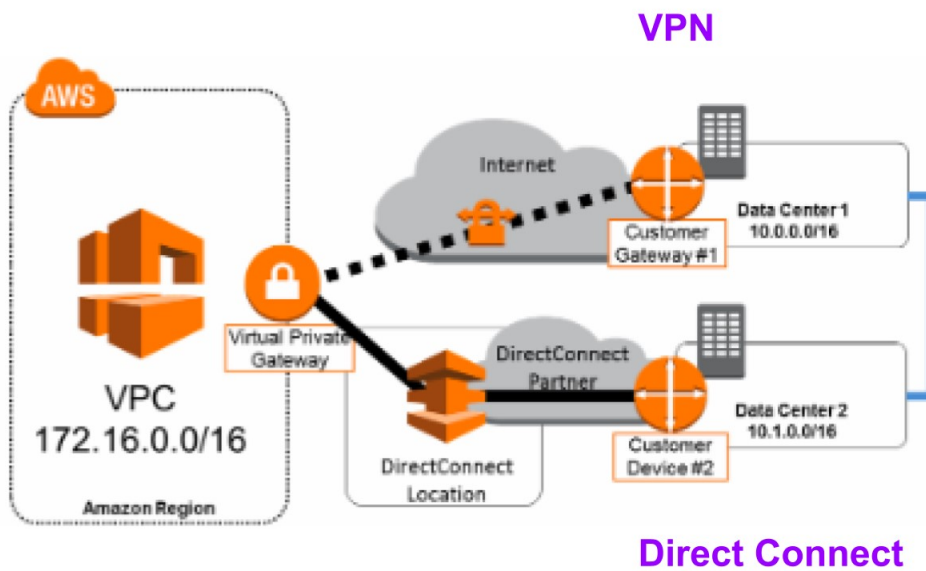 VPN
AWS
Internet
Data Center 1
10.0.0.0/16
Customer
Gateway #1
Virtual Private
Gateway
DirectConnect
Partner
VPC
172.16.0.0/16
Data Center 2
10.1.0.0/16
Customer
Device #2
DirectConnect
Location
Amazon Region
Direct Connect